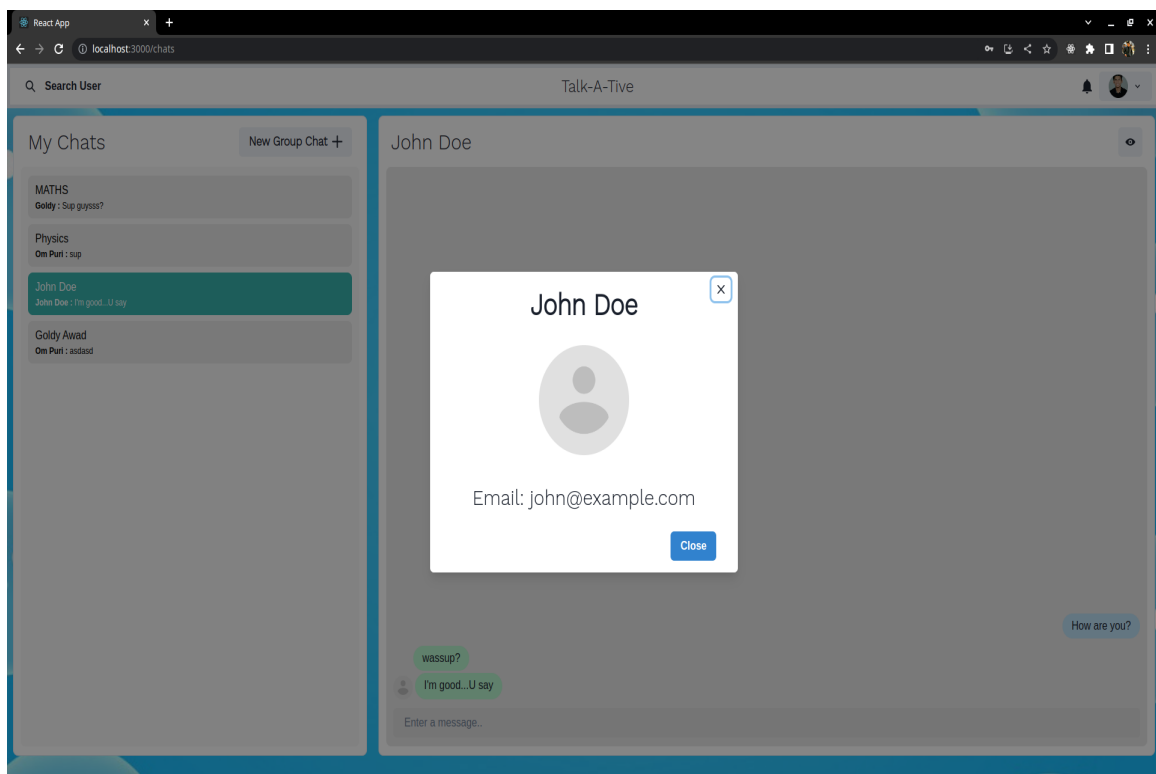 React App
localhost:3000/chats
Search User
Talk-A-Tive
My Chats
New Group Chat +
John Doe
MATHS
Goldy : Sup guysss?
Physics
Om Puri : sup
John Doe
John Doe : I'm good...U say
Goldy Awad
Om Puri : asdasd
John Doe
X
Email: john@example.com
Close
How are you?
wassup?
I'm good...U say
Enter a message..